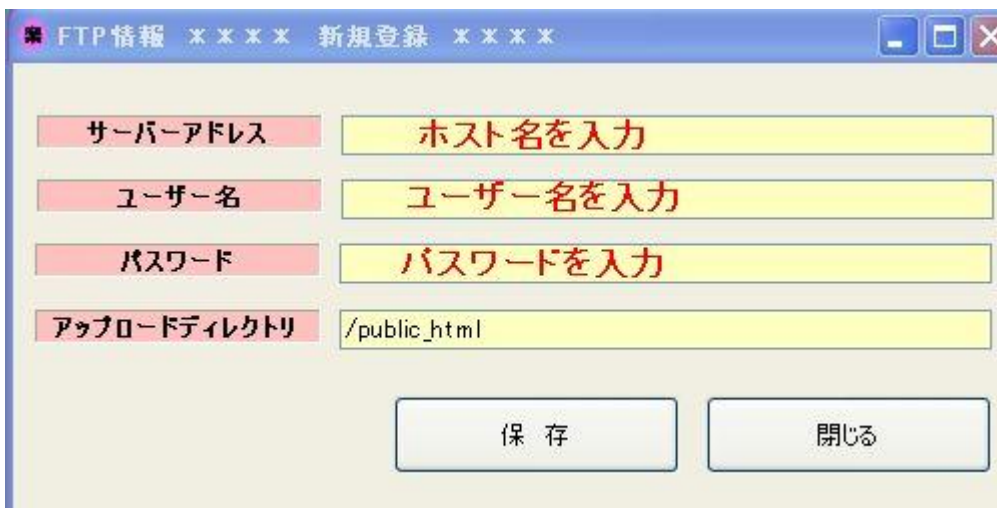 楽 FTP情報 ＊＊＊＊ 新規登録 ＊＊＊＊
サーバーアドレス ホスト名を入力
ユーザー名 ユーザー名を入力
パスワード パスワードを入力
アップロードディレクトリ /public_html
保 存 閉じる